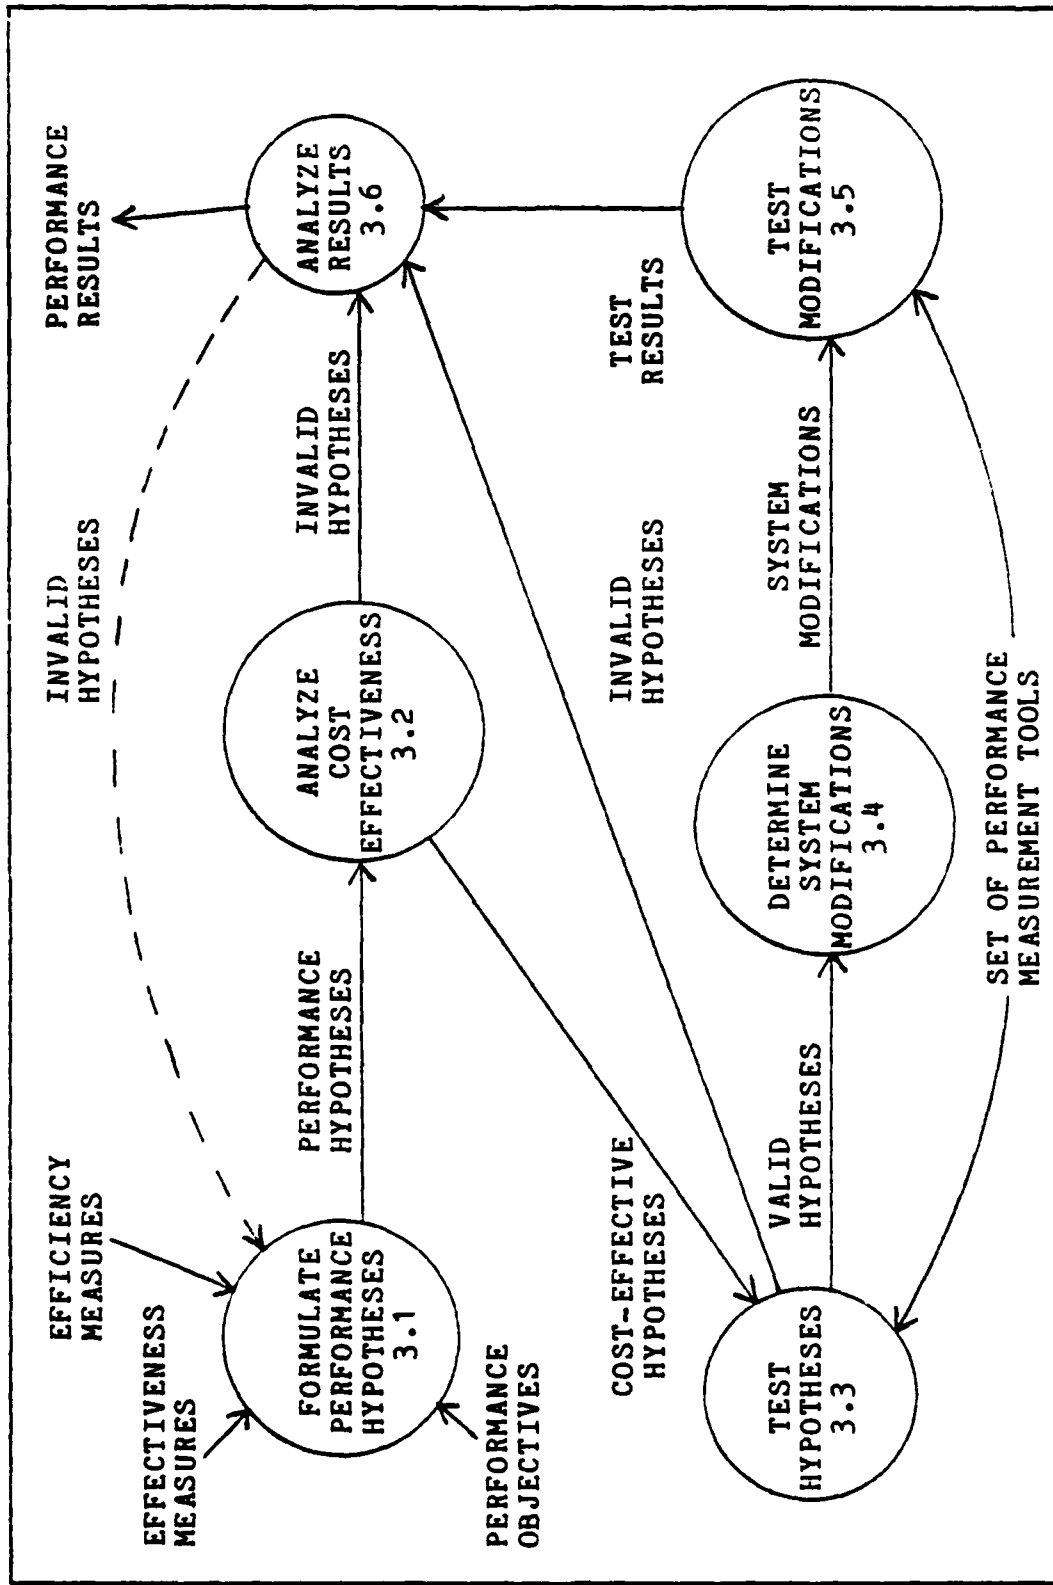 EFFICIENCY
MEASURES
INVALID
HYPOTHESES
PERFORMANCE
RESULTS
EFFECTIVENESS
MEASURES
FORMULATE
PERFORMANCE
HYPOTHESES
3.1
PERFORMANCE
HYPOTHESES
ANALYZE
COST
EFFECTIVENESS
3.2
INVALID
HYPOTHESES
ANALYZE
RESULTS
3.6
PERFORMANCE
OBJECTIVES
COST-EFFECTIVE
HYPOTHESES
INVALID
HYPOTHESES
TEST
RESULTS
TEST
HYPOTHESES
3.3
VALID
HYPOTHESES
DETERMINE
SYSTEM
MODIFICATIONS
3.4
SYSTEM
MODIFICATIONS
TEST
MODIFICATIONS
3.5
SET OF PERFORMANCE
MEASUREMENT TOOLS